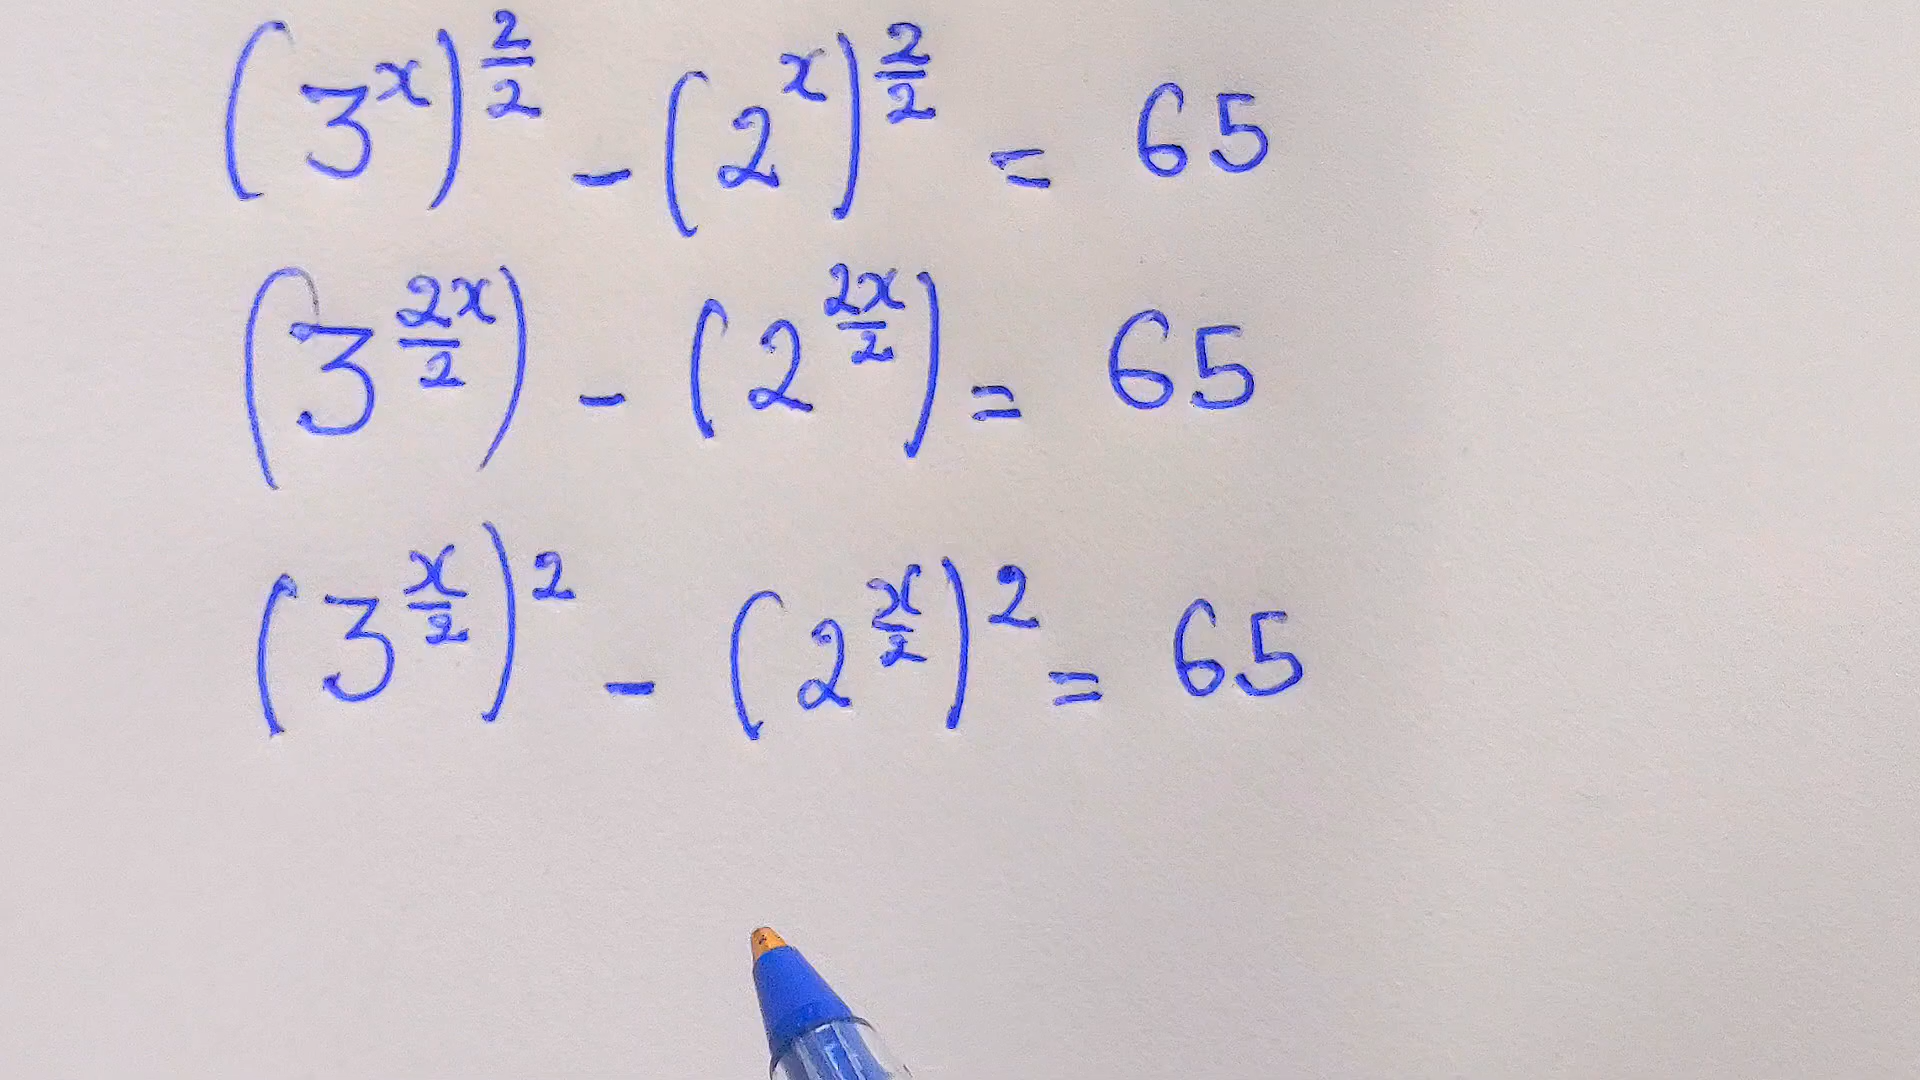 (3^x)^(2/2) - (2^x)^(2/2) = 65
(3^(2x/2)) - (2^(2x/2)) = 65
(3^(x/2))^2 - (2^(x/2))^2 = 65